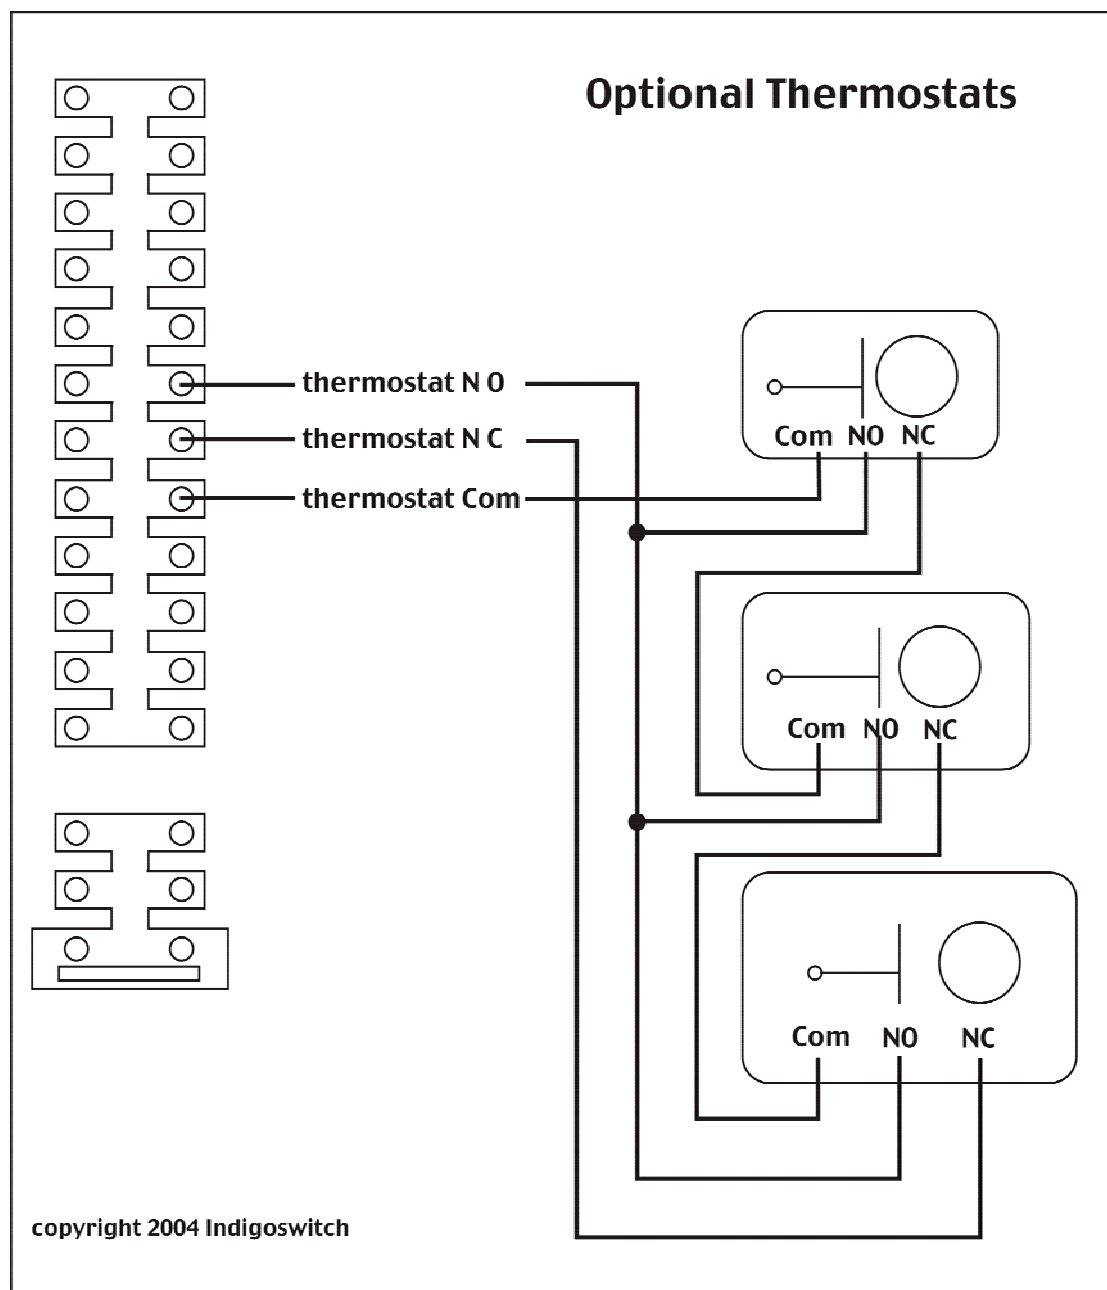 Optional Thermostats
thermostat N O
thermostat N C
thermostat Com
Com NO NC
Com NO NC
Com NO NC
copyright 2004 Indigoswitch